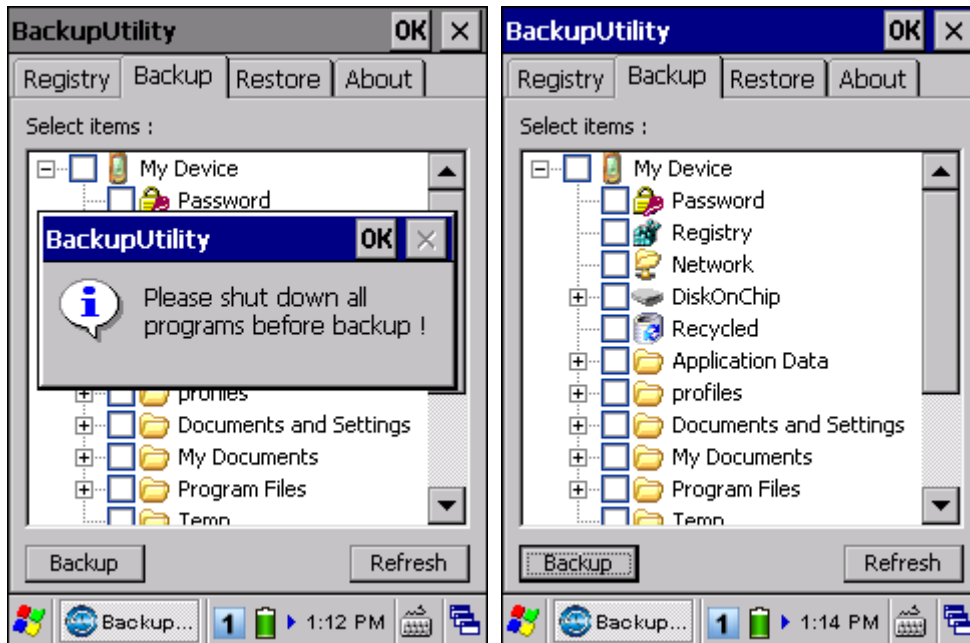 BackupUtility OK
Registry Backup Restore About
Select items :
My Device
Password
BackupUtility OK
Please shut down all
programs before backup !
profiles
Documents and Settings
My Documents
Program Files
Temp
Backup Refresh
Backup... 1 1:12 PM
BackupUtility OK
Registry Backup Restore About
Select items :
My Device
Password
Registry
Network
DiskOnChip
Recycled
Application Data
profiles
Documents and Settings
My Documents
Program Files
Temp
Backup Refresh
Backup... 1 1:14 PM